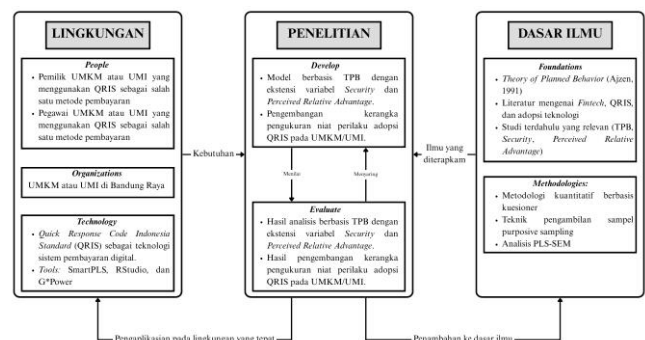 LINGKUNGAN
People
• Pemilik UMKM atau UMI yang
menggunakan QRIS sebagai salah
satu metode pembayaran
• Pegawai UMKM atau UMI yang
menggunakan QRIS sebagai salah
satu metode pembayaran
Organizations
UMKM atau UMI di Bandung Raya
Technology
• Quick Response Code Indonesia
Standard (QRIS) sebagai teknologi
sistem pembayaran digital.
• Tools: SmartPLS, RStudio, dan
G*Power
Kebutuhan
PENELITIAN
Develop
• Model berbasis TPB dengan
ekstensi variabel Security dan
Perceived Relative Advantage.
• Pengembangan kerangka
pengukuran niat perilaku adopsi
QRIS pada UMKM/UMI.
Menilai
Menyaring
Evaluate
• Hasil analisis berbasis TPB dengan
ekstensi variabel Security dan
Perceived Relative Advantage.
• Hasil pengembangan kerangka
pengukuran niat perilaku adopsi
QRIS pada UMKM/UMI.
Ilmu yang
diterapkam
DASAR ILMU
Foundations
• Theory of Planned Behavior (Ajzen,
1991)
• Literatur mengenai Fintech, QRIS,
dan adopsi teknologi
• Studi terdahulu yang relevan (TPB,
Security, Perceived Relative
Advantage)
Methodologies:
• Metodologi kuantitatif berbasis
kuesioner
• Teknik pengambilan sampel
purposive sampling
• Analisis PLS-SEM
Pengaplikasian pada lingkungan yang tepat
Penambahan ke dasar ilmu